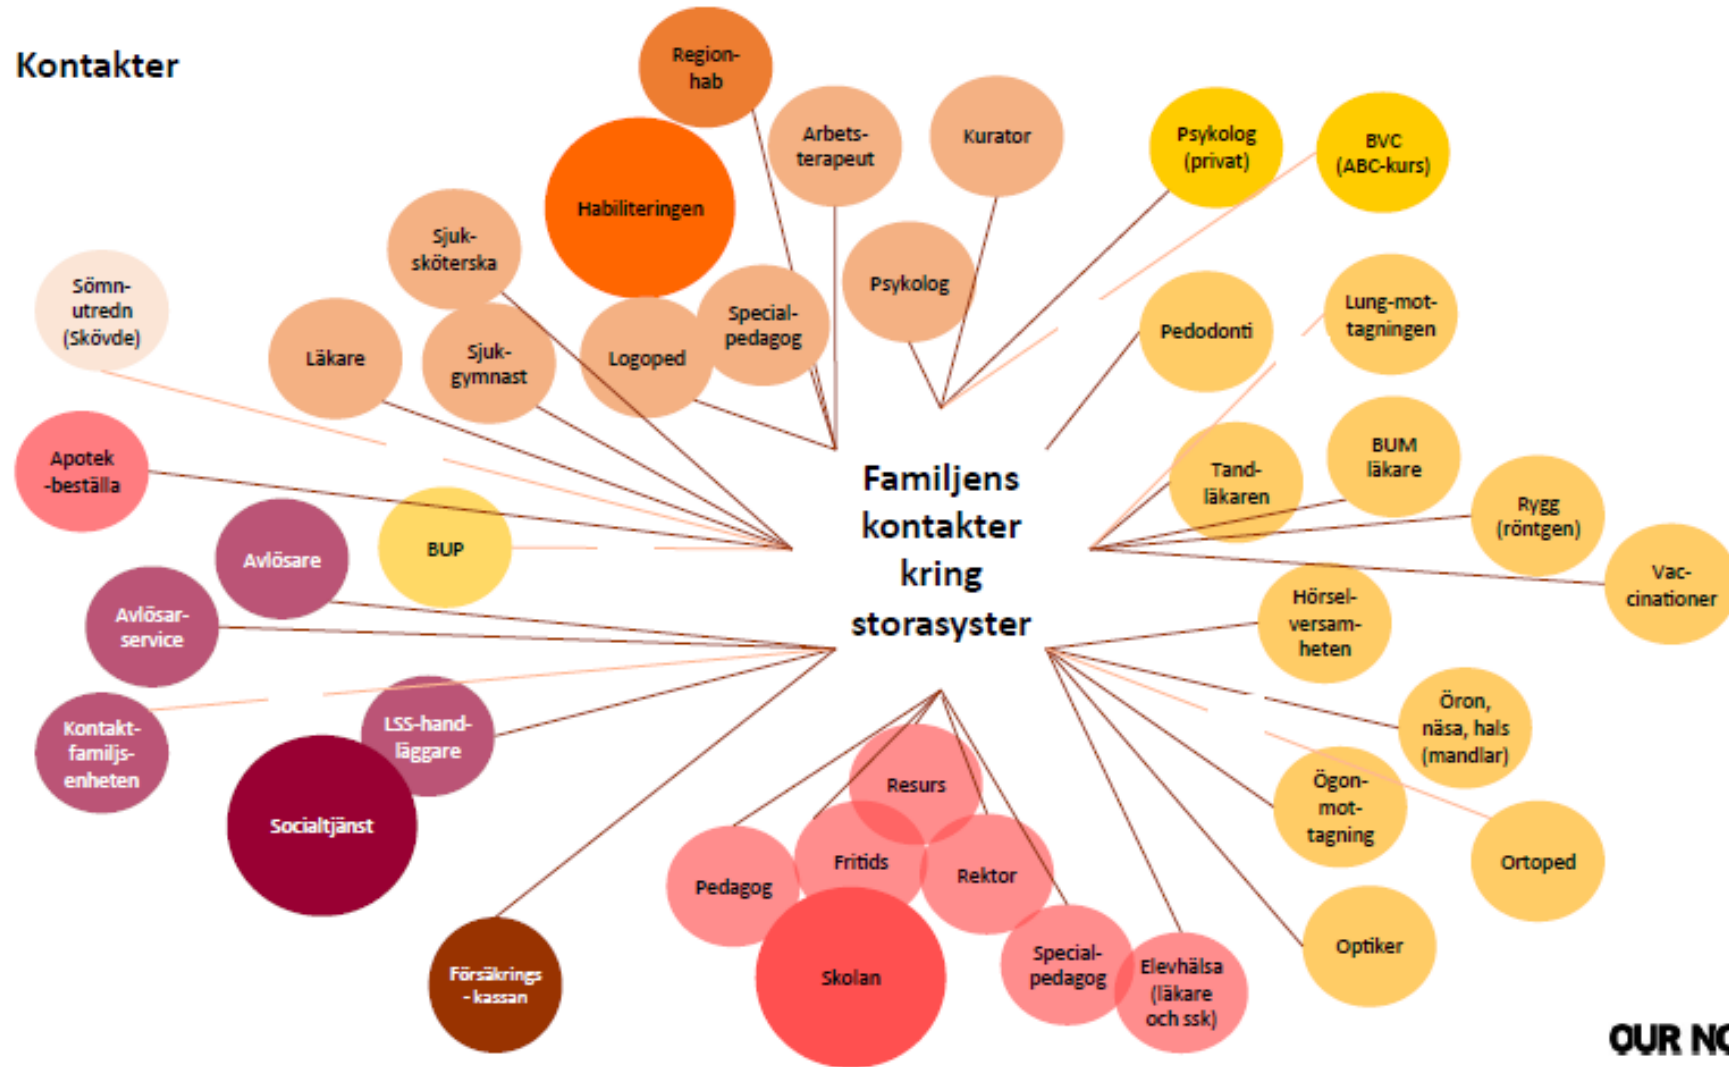 Kontakter
Region-
hab
Arbets-
terapeut
Kurator
Psykolog
(privat)
BVC
(ABC-kurs)
Habiliteringen
Sjuk-
sköterska
Psykolog
Sömn-
utredn
(Skövde)
Läkare
Sjuk-
gymnast
Logoped
Special-
pedagog
Pedodonti
Lung-mot-
tagningen
Apotek
-beställa
BUP
Avlösare
Avlösar-
service
Kontakt-
familjs-
enheten
LSS-hand-
läggare
Socialtjänst
Försäkrings
- kassan
Familjens
kontakter
kring
storasyster
Tand-
läkaren
BUM
läkare
Rygg
(röntgen)
Vac-
cinationer
Hörsel-
versam-
heten
Öron,
näsa, hals
(mandlar)
Ögon-
mot-
tagning
Ortoped
Optiker
Resurs
Fritids
Pedagog
Rektor
Skolan
Special-
pedagog
Elevhälsa
(läkare
och ssk)
OUR NO